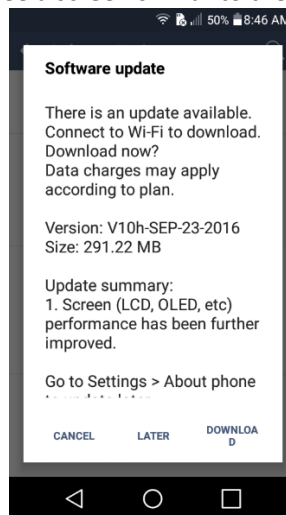 50% 8:46 AM
Software update
There is an update available.
Connect to Wi-Fi to download.
Download now?
Data charges may apply
according to plan.
Version: V10h-SEP-23-2016
Size: 291.22 MB
Update summary:
1. Screen (LCD, OLED, etc)
performance has been further
improved.
Go to Settings > About phone
CANCEL
LATER
DOWNLOA
D